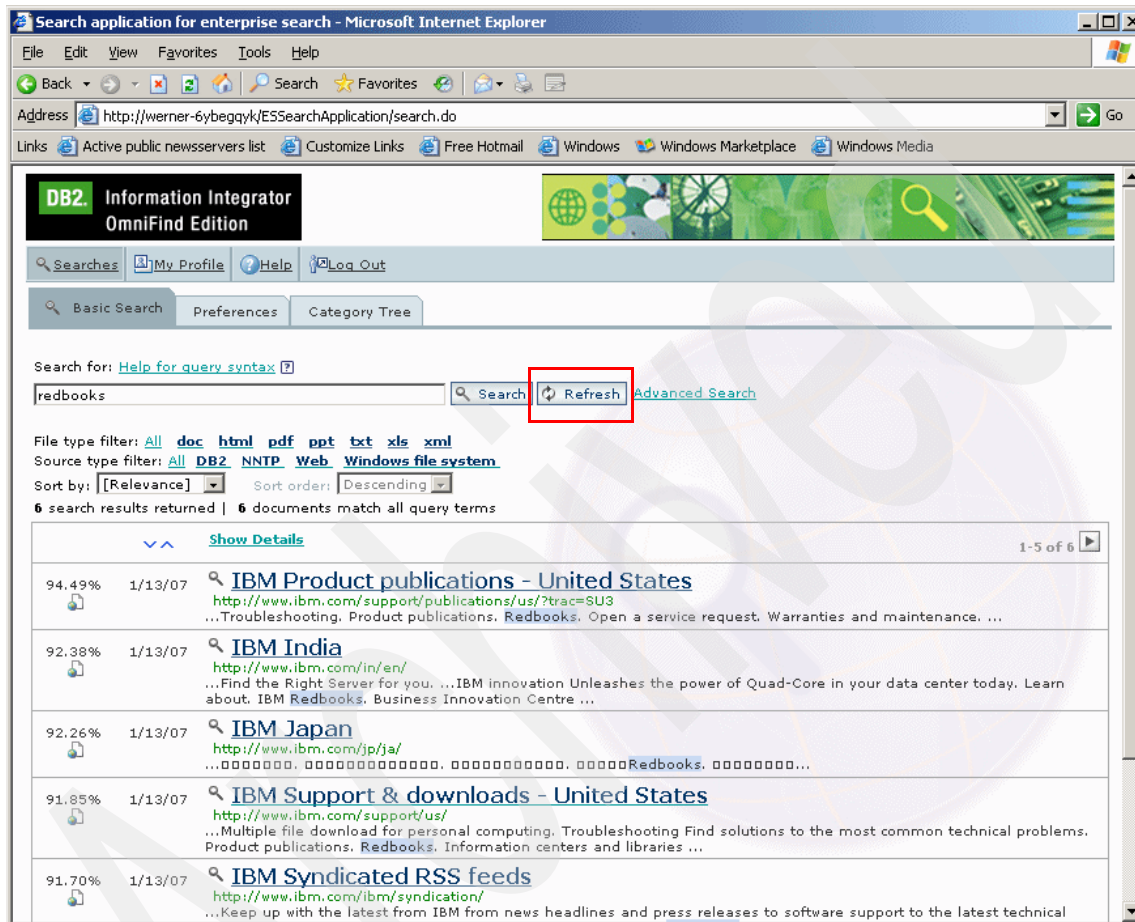 Search application for enterprise search - Microsoft Internet Explorer
File Edit View Favorites Tools Help
Back Search Favorites
Address http://werner-6ybegqyk/ESSearchApplication/search.do Go
Links Active public newsservers list Customize Links Free Hotmail Windows Windows Marketplace Windows Media
DB2. Information Integrator
OmniFind Edition
Searches My Profile Help Log Out
Basic Search Preferences Category Tree
Search for: Help for query syntax ?
redbooks Search Refresh Advanced Search
File type filter: All doc html pdf ppt txt xls xml
Source type filter: All DB2 NNTP Web Windows file system
Sort by: [Relevance] Sort order: Descending
6 search results returned | 6 documents match all query terms
Show Details 1-5 of 6
94.49% 1/13/07 IBM Product publications - United States
http://www.ibm.com/support/publications/us/?trac=SU3
...Troubleshooting. Product publications. Redbooks. Open a service request. Warranties and maintenance. ...
92.38% 1/13/07 IBM India
http://www.ibm.com/in/en/
...Find the Right Server for you. ...IBM innovation Unleashes the power of Quad-Core in your data center today. Learn
about. IBM Redbooks. Business Innovation Centre ...
92.26% 1/13/07 IBM Japan
http://www.ibm.com/jp/ja/
...□□□□□□□. □□□□□□□□□□□□□. □□□□□□□□□□□. □□□□□Redbooks. □□□□□□□□...
91.85% 1/13/07 IBM Support & downloads - United States
http://www.ibm.com/support/us/
...Multiple file download for personal computing. Troubleshooting Find solutions to the most common technical problems.
Product publications. Redbooks. Information centers and libraries ...
91.70% 1/13/07 IBM Syndicated RSS feeds
http://www.ibm.com/ibm/syndication/
...Keep up with the latest from IBM from news headlines and press releases to software support to the latest technical